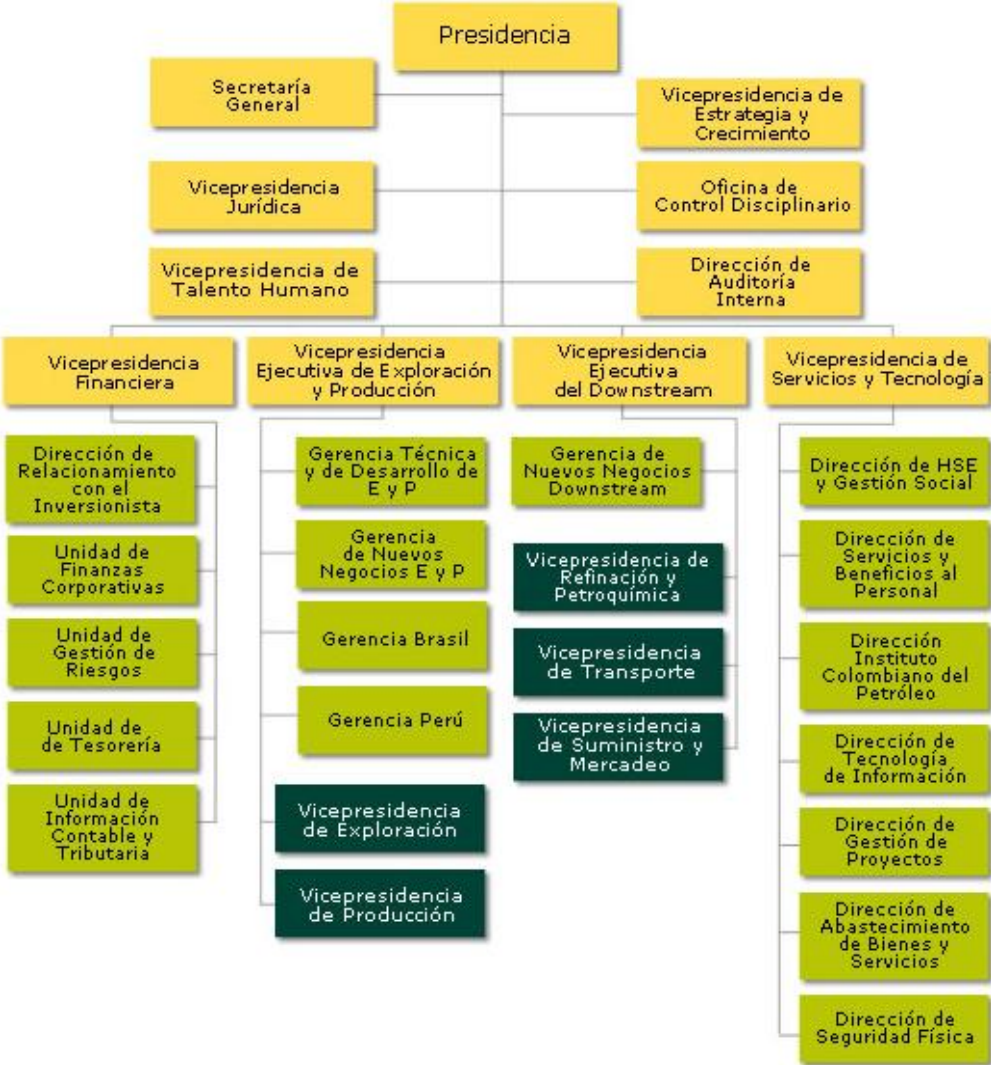 Presidencia
Secretaría
General
Vicepresidencia de
Estrategia y
Crecimiento
Vicepresidencia
Jurídica
Oficina de
Control Disciplinario
Vicepresidencia de
Talento Humano
Dirección de
Auditoría
Interna
Vicepresidencia
Financiera
Vicepresidencia
Ejecutiva de Exploración
y Producción
Vicepresidencia
Ejecutiva
del Downstream
Vicepresidencia de
Servicios y Tecnología
Dirección de
Relacionamiento
con el
Inversionista
Unidad de
Finanzas
Corporativas
Unidad de
Gestión de
Riesgos
Unidad de
de Tesorería
Unidad de
Información
Contable y
Tributaria
Gerencia Técnica
y de Desarrollo de
E y P
Gerencia
de Nuevos
Negocios E y P
Gerencia Brasil
Gerencia Perú
Vicepresidencia
de Exploración
Vicepresidencia
de Producción
Gerencia de
Nuevos Negocios
Downstream
Vicepresidencia de
Refinación y
Petroquímica
Vicepresidencia
de Transporte
Vicepresidencia
de Suministro y
Mercadeo
Dirección de HSE
y Gestión Social
Dirección de
Servicios y
Beneficios al
Personal
Dirección
Instituto
Colombiano del
Petróleo
Dirección de
Tecnología
de Información
Dirección de
Gestión de
Proyectos
Dirección de
Abastecimiento
de Bienes y
Servicios
Dirección de
Seguridad Física